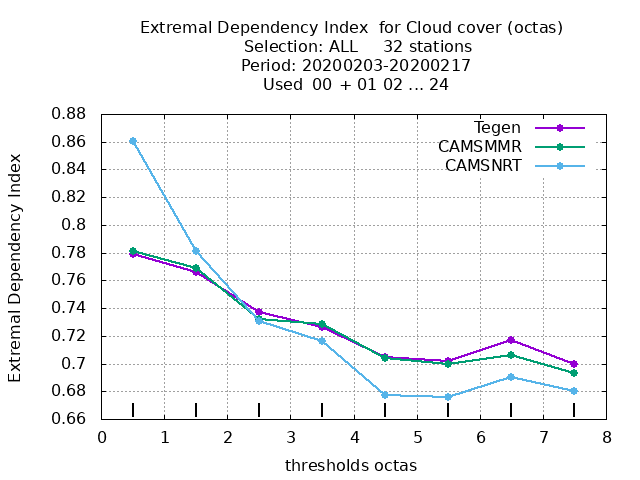 Extremal Dependency Index  for Cloud cover (octas)
Selection: ALL     32 stations
Period: 20200203-20200217
Used  00  + 01 02 ... 24
Tegen
CAMSMMR
CAMSNRT
Extremal Dependency Index
0.88
0.86
0.84
0.82
0.8
0.78
0.76
0.74
0.72
0.7
0.68
0.66
0 1 2 3 4 5 6 7 8
thresholds octas